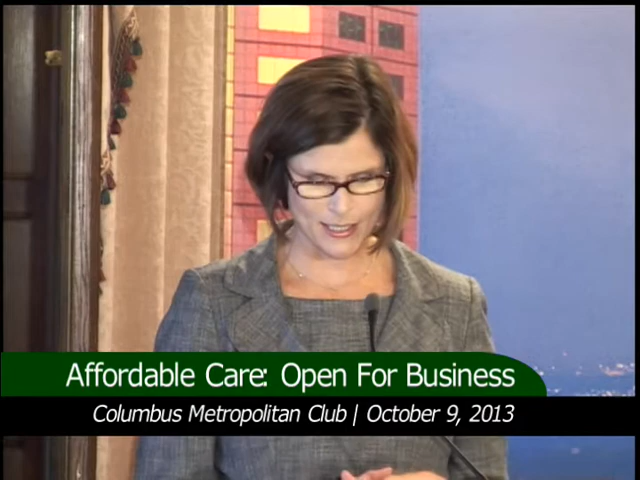 Affordable Care: Open For Business
Columbus Metropolitan Club | October 9, 2013